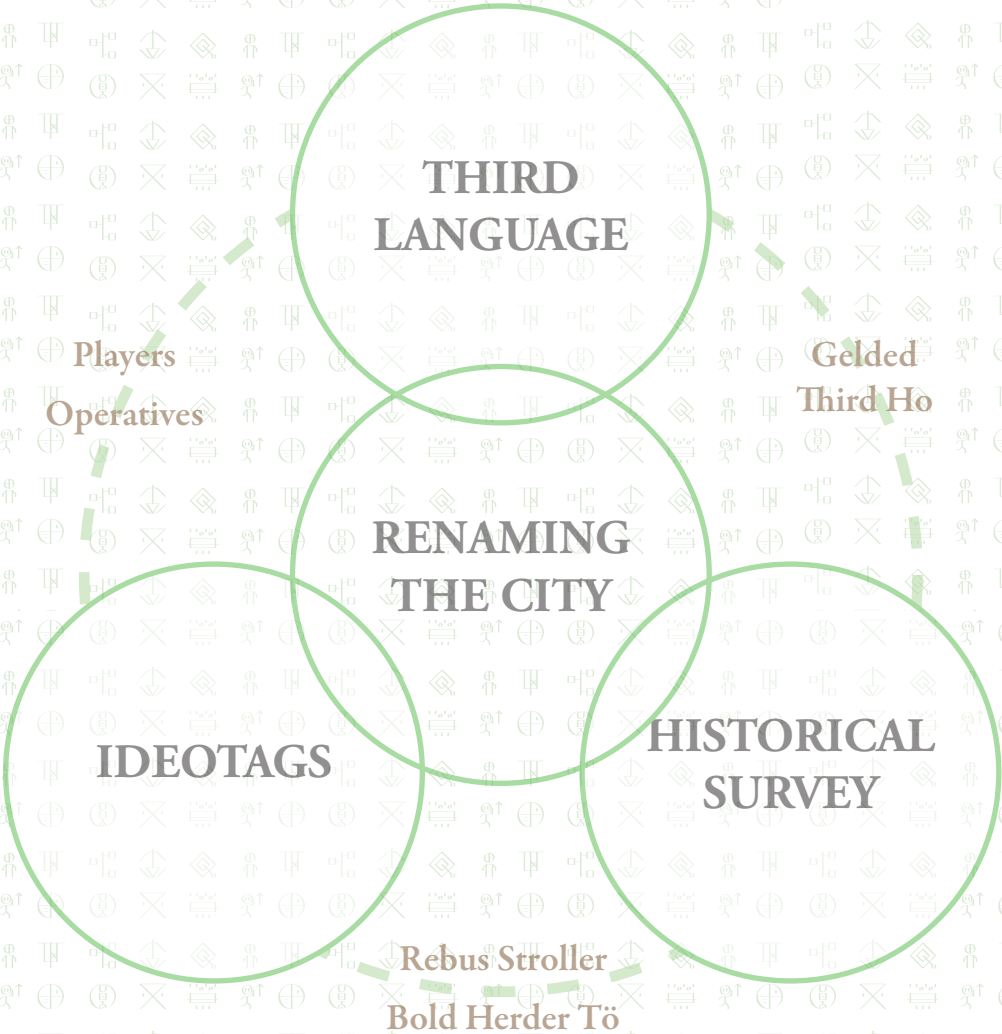 THIRD
LANGUAGE
Players
Operatives
Gelded
Third Ho
RENAMING
THE CITY
IDEOTAGS
HISTORICAL
SURVEY
Rebus Stroller
Bold Herder Tö